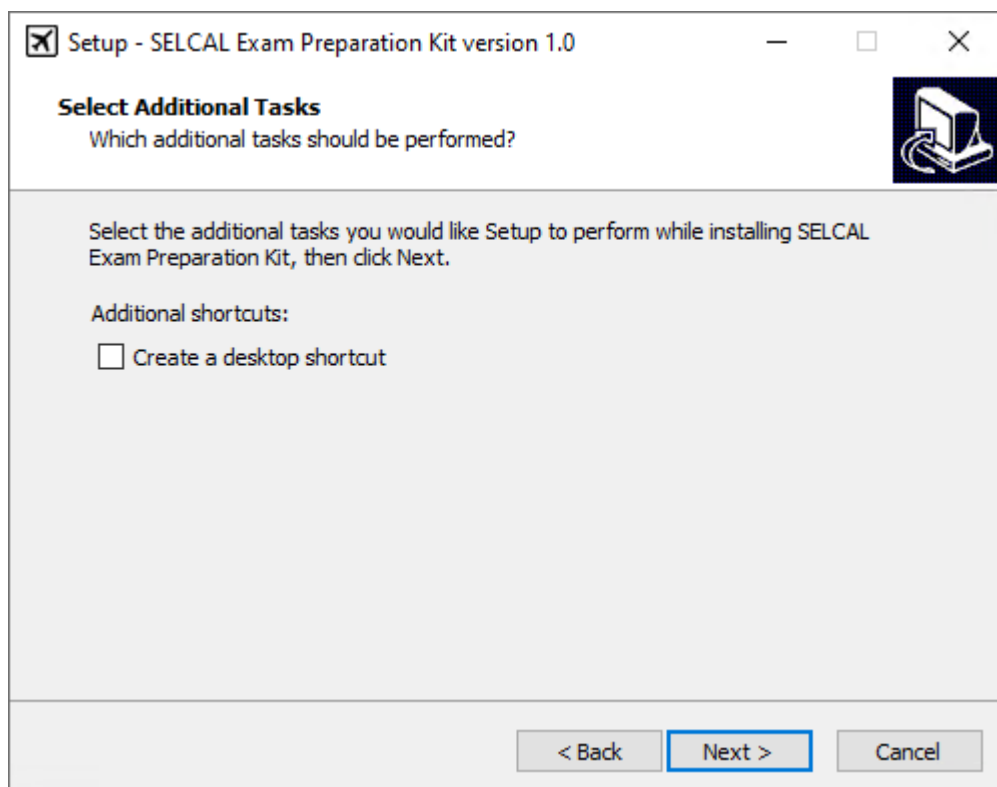 Setup - SELCAL Exam Preparation Kit version 1.0
Select Additional Tasks
Which additional tasks should be performed?
Select the additional tasks you would like Setup to perform while installing SELCAL
Exam Preparation Kit, then click Next.
Additional shortcuts:
Create a desktop shortcut
< Back
Next >
Cancel